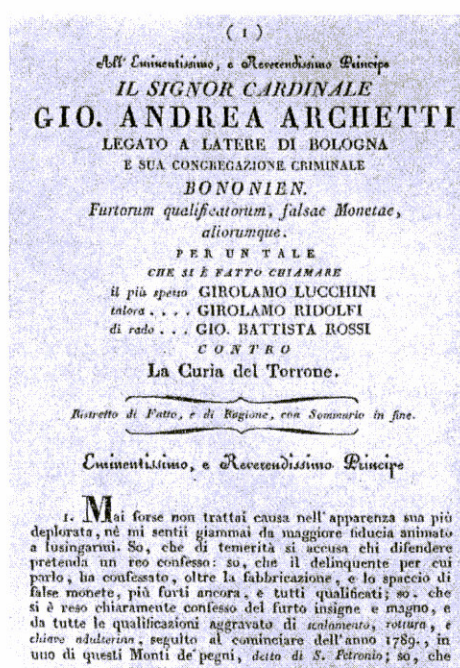 ( 1 )
All' Eminentissimo, e Reverendissimo Principe
IL SIGNOR CARDINALE
GIO. ANDREA ARCHETTI
LEGATO A LATERE DI BOLOGNA
E SUA CONGREGAZIONE CRIMINALE
BONONIEN.
Furtorum qualificatorum, falsae Monetae,
aliorumque.
PER UN TALE
CHE SI È FATTO CHIAMARE
il più spesso GIROLAMO LUCCHINI
talora . . . . GIROLAMO RIDOLFI
di rado . . . GIO. BATTISTA ROSSI
CONTRO
La Curia del Torrone.
Ristretto di Fatto, e di Ragione, con Sommario in fine.
Eminentissimo, e Reverendissimo Principe
1. Mai forse non trattai causa nell' apparenza sua più
deplorata, nè mi sentii giammai da maggiore fiducia animato
a lusingarmi. So, che di temerità si accusa chi difendere
pretenda un reo confesso: so, che il delinquente per cui
parlo, ha confessato, oltre la fabbricazione, e lo spaccio di
false monete, più furti ancora, e tutti qualificati; so, che
si è reso chiaramente confesso del furto insigne e magno, e
da tutte le qualificazioni aggravato di scalamento, rottura, e
chiave adulterina, seguito al cominciare dell' anno 1789., in
uno di questi Monti de' pegni, detto di S. Petronio; so, che